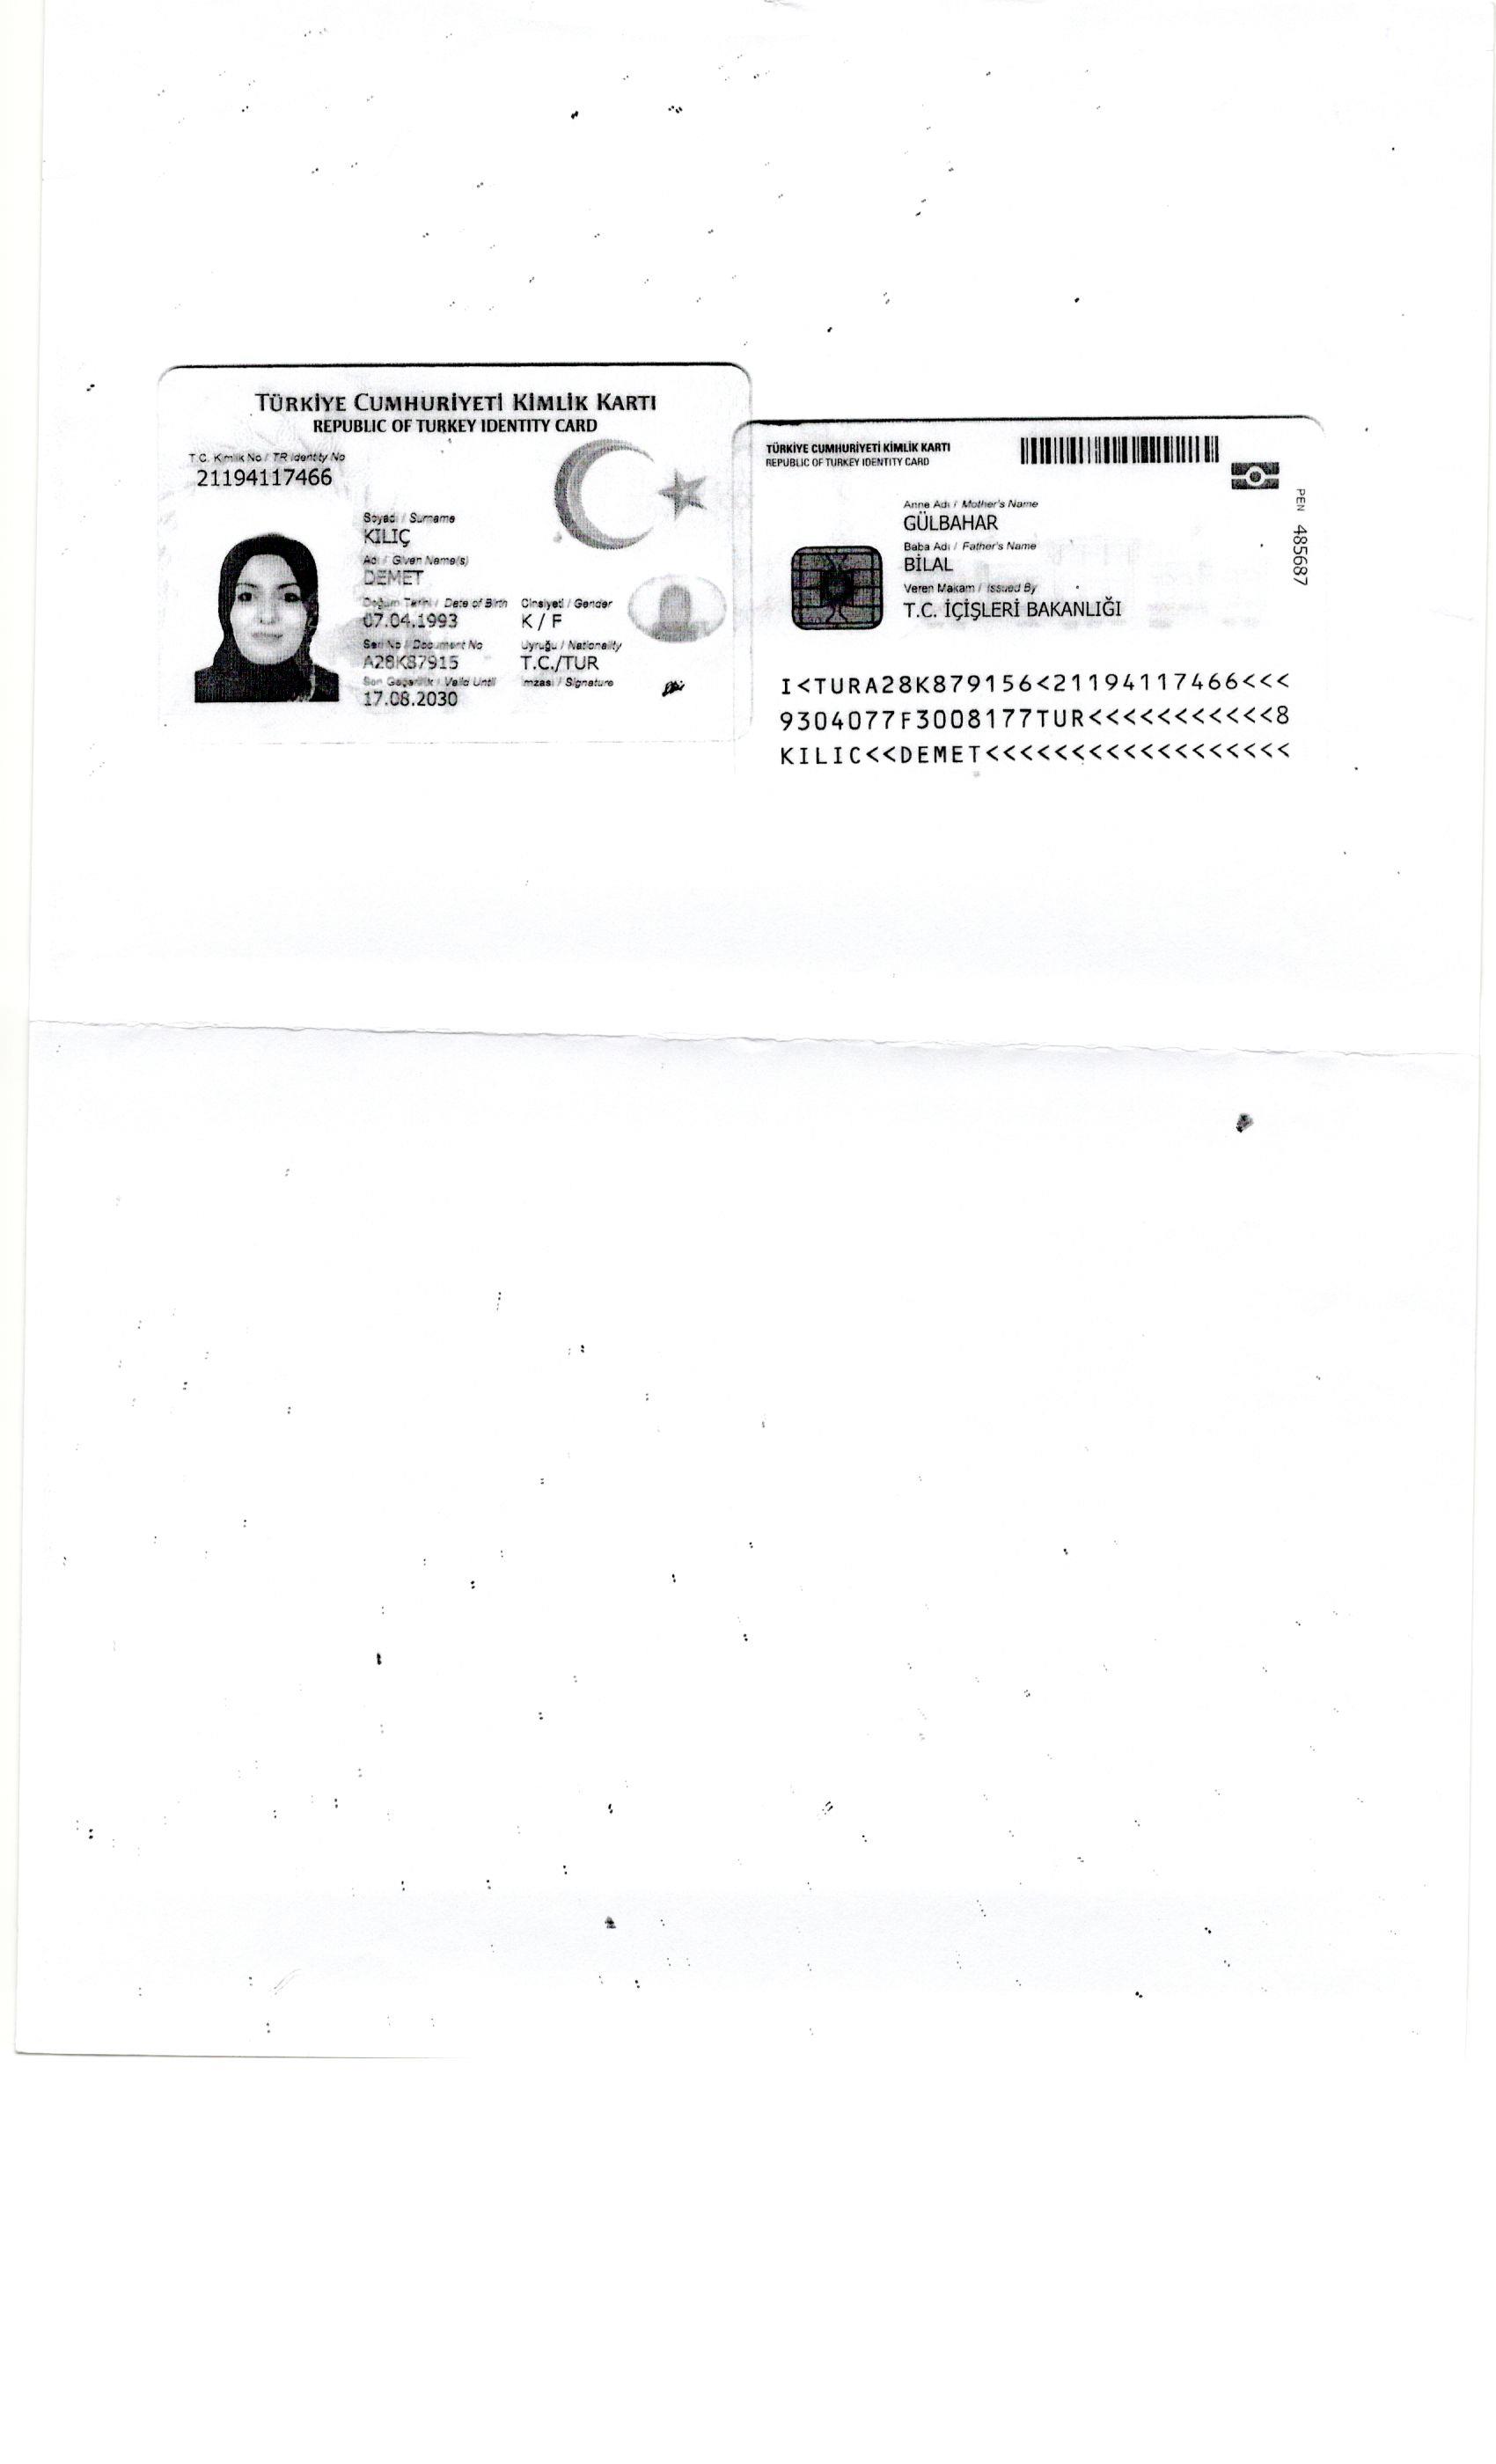 TÜRKİYE CUMHURİYETİ KİMLİK KARTI
REPUBLIC OF TURKEY IDENTITY CARD
T.C. Kimlik No / TR Identity No
21194117466
Soyadı / Surname
KILIÇ
Adı / Given Name(s)
DEMET
Doğum Tarihi / Date of Birth Cinsiyeti / Gender
07.04.1993 K / F
Seri No / Document No Uyruğu / Nationality
A28K87915 T.C./TUR
Son Geçerlilik / Valid Until İmzası / Signature
17.08.2030
TÜRKİYE CUMHURİYETİ KİMLİK KARTI
REPUBLIC OF TURKEY IDENTITY CARD
Anne Adı / Mother's Name
GÜLBAHAR
Baba Adı / Father's Name
BİLAL
Veren Makam / Issued By
T.C. İÇİŞLERİ BAKANLIĞI
PEN 485687
I<TURA28K879156<21194117466<<<
9304077F3008177TUR<<<<<<<<<<<8
KILIC<<DEMET<<<<<<<<<<<<<<<<<<